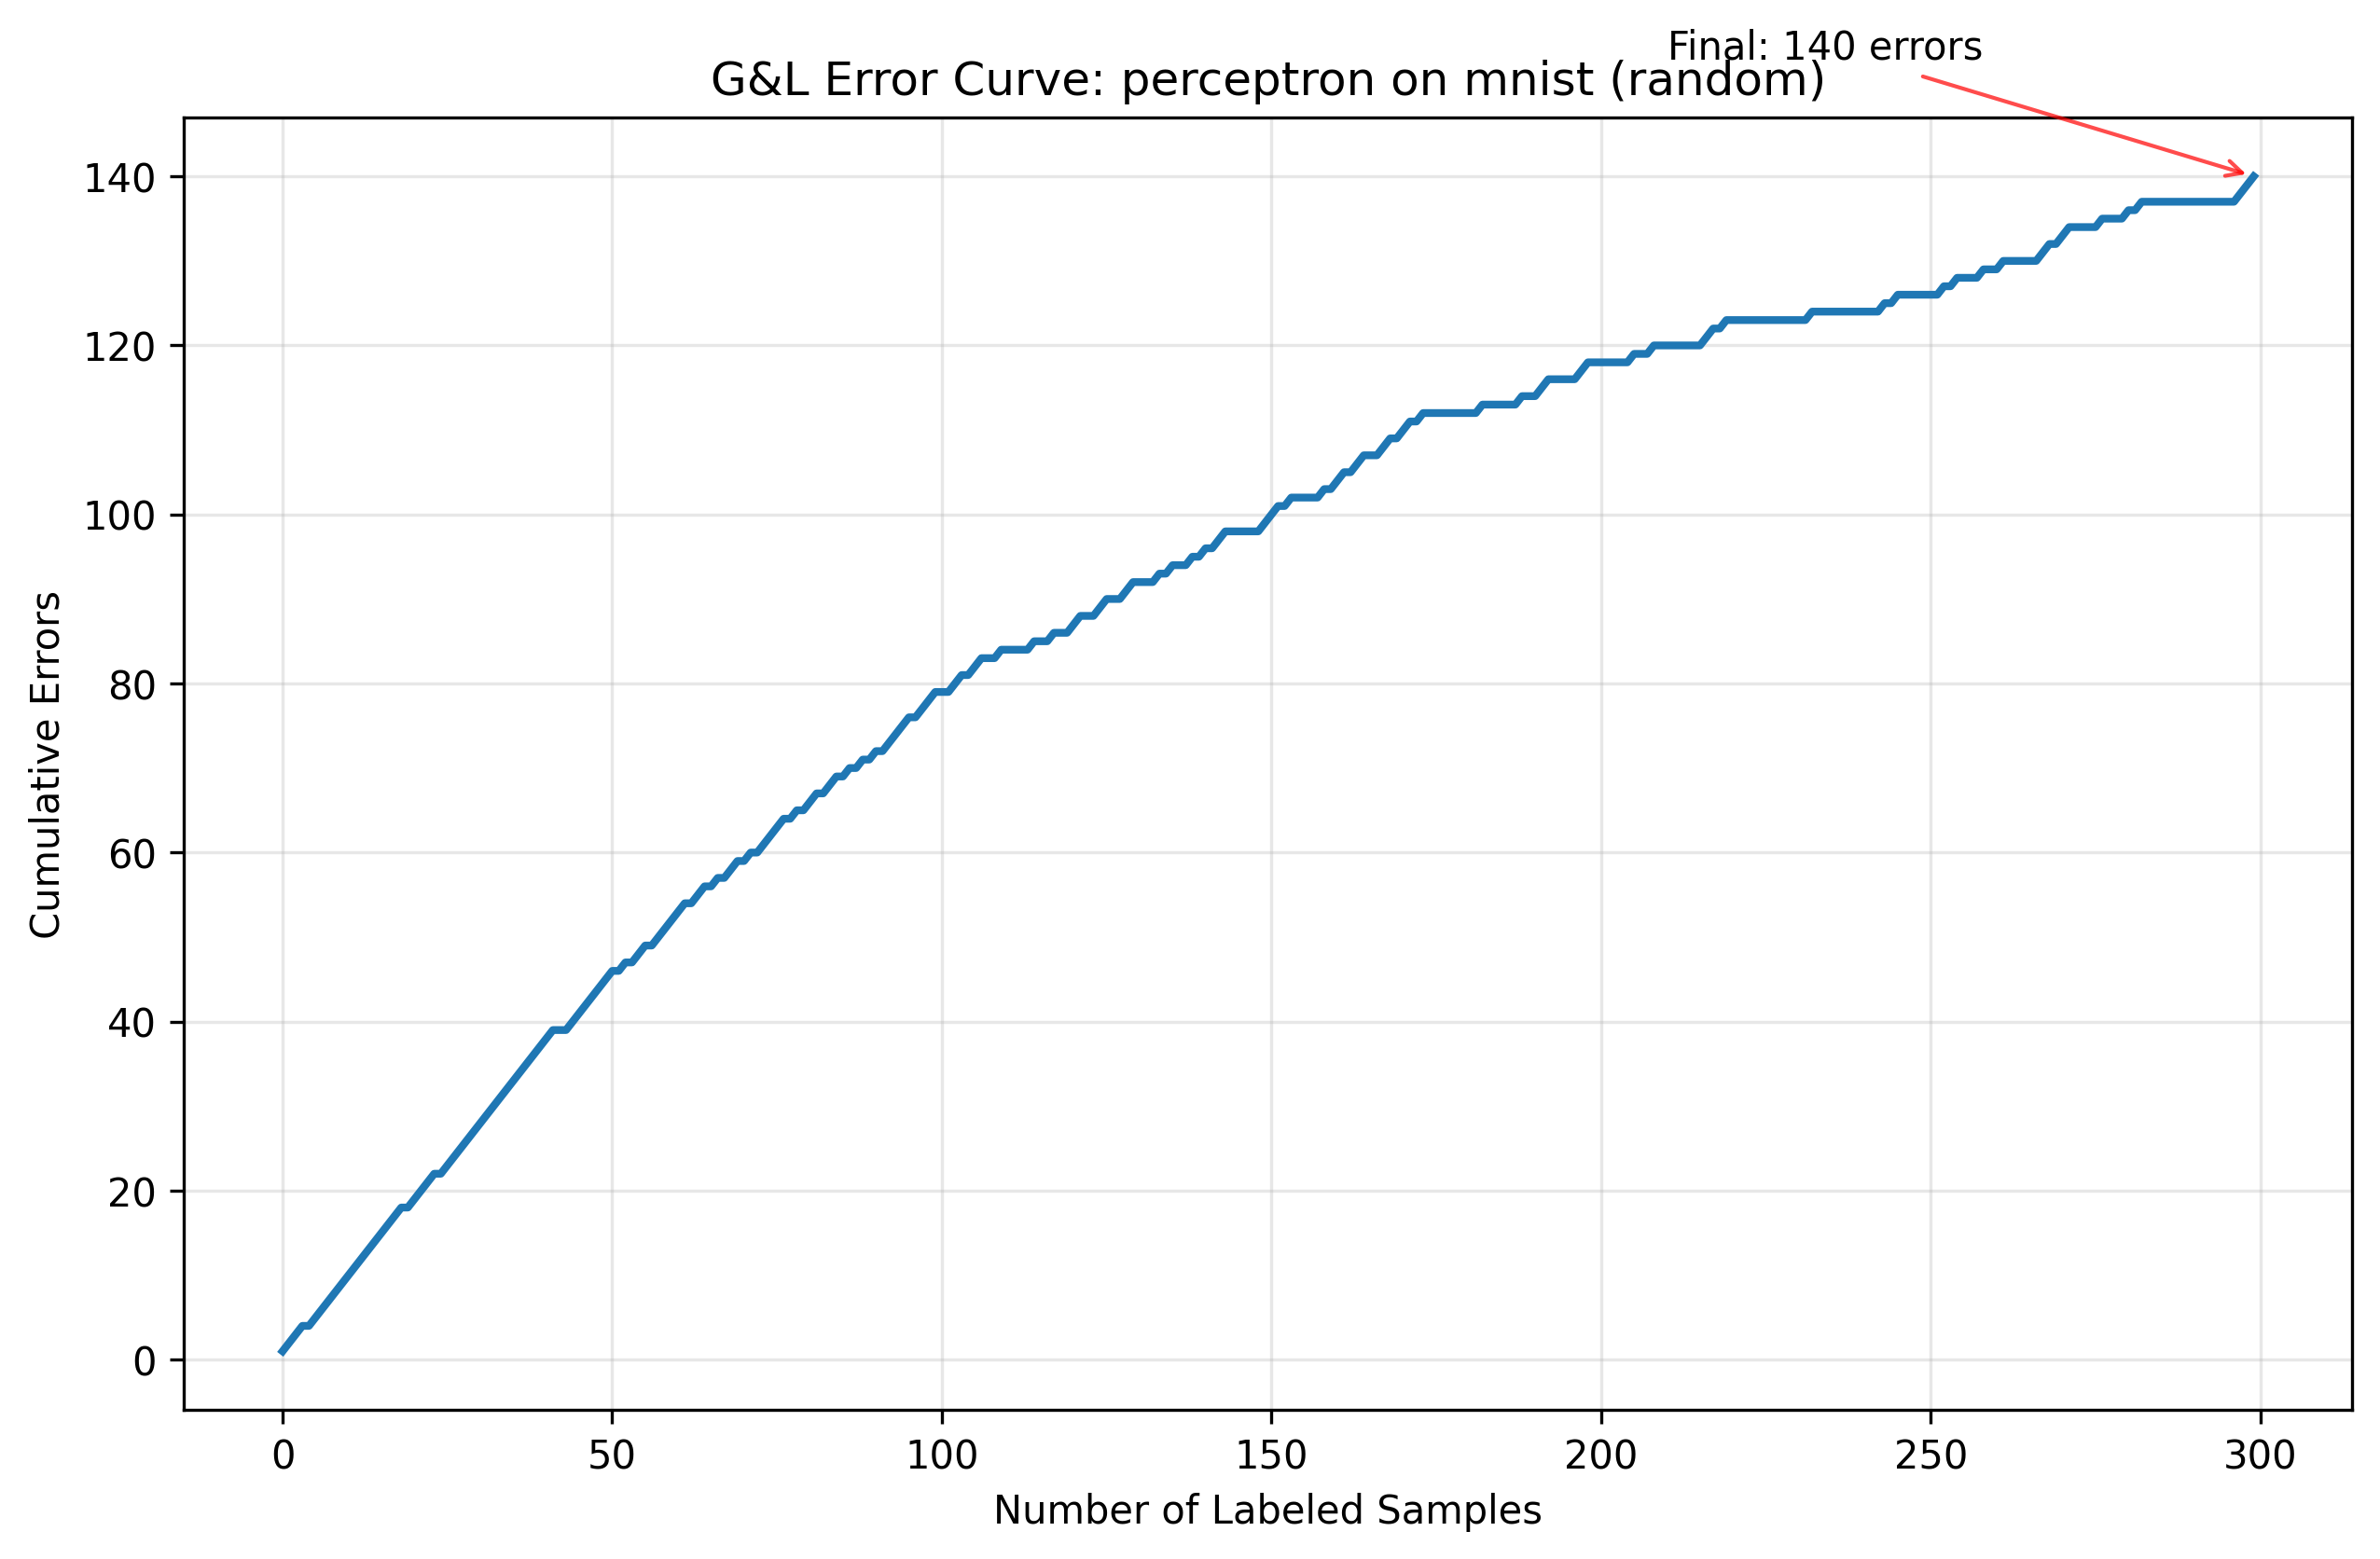 Final: 140 errors
G&L Error Curve: perceptron on mnist (random)
140
120
100
80
60
40
20
0
Cumulative Errors
0 50 100 150 200 250 300
Number of Labeled Samples